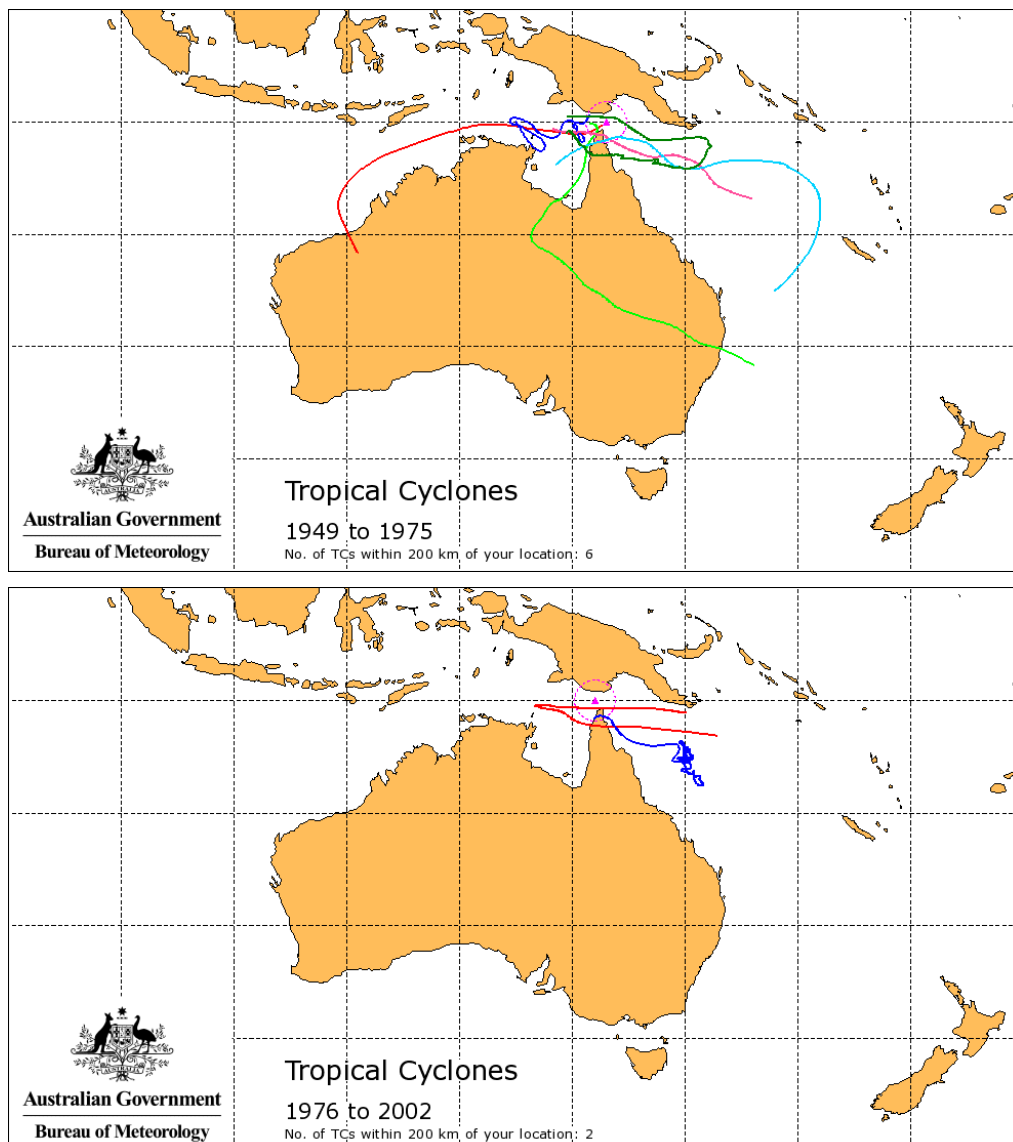 Tropical Cyclones
1949 to 1975
No. of TCs within 200 km of your location: 6
AUSTRALIA
Australian Government
Bureau of Meteorology
Tropical Cyclones
1976 to 2002
No. of TCs within 200 km of your location: 2
AUSTRALIA
Australian Government
Bureau of Meteorology